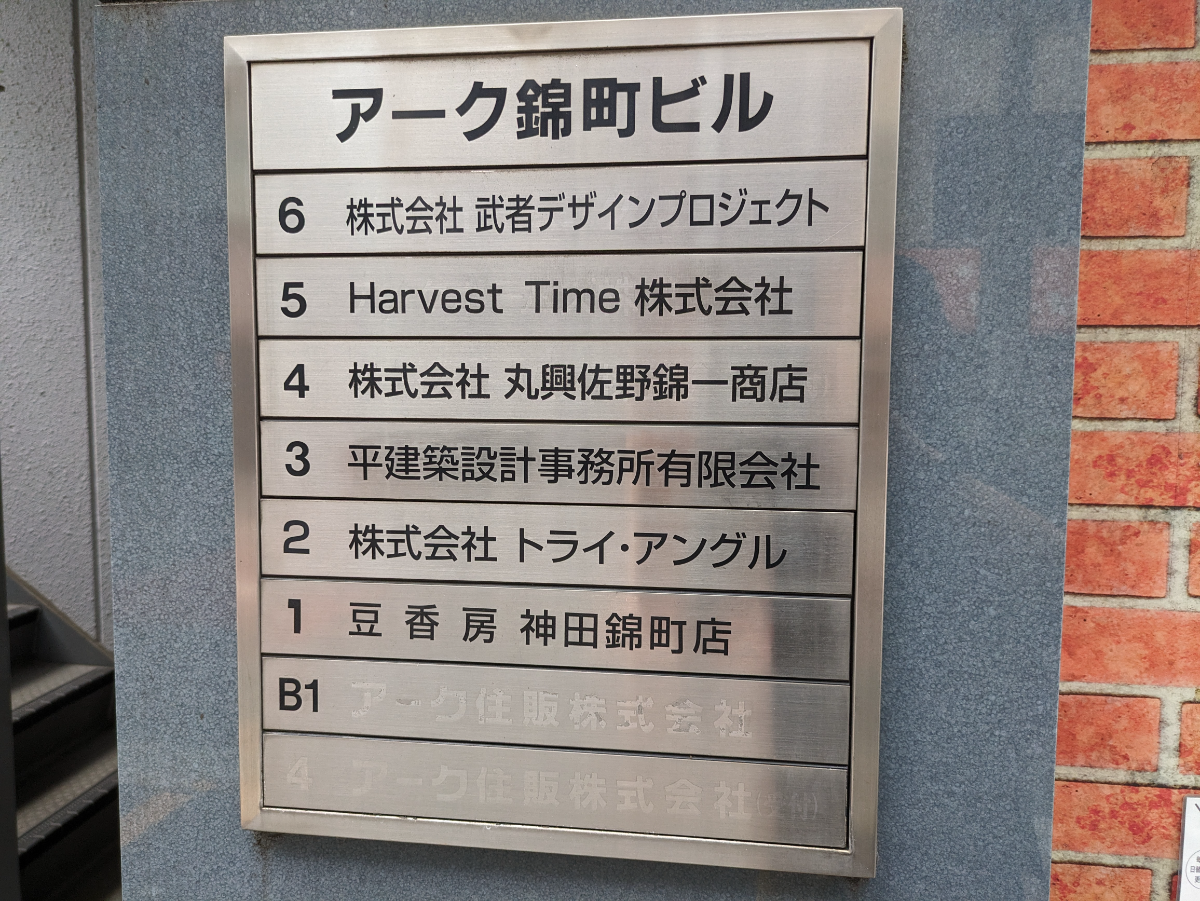 アーク錦町ビル
6 株式会社 武者デザインプロジェクト
5 Harvest Time 株式会社
4 株式会社 丸興佐野錦一商店
3 平建築設計事務所有限会社
2 株式会社 トライ・アングル
1 豆香房 神田錦町店
B1 アーク住販株式会社
4 アーク住販株式会社(受付)